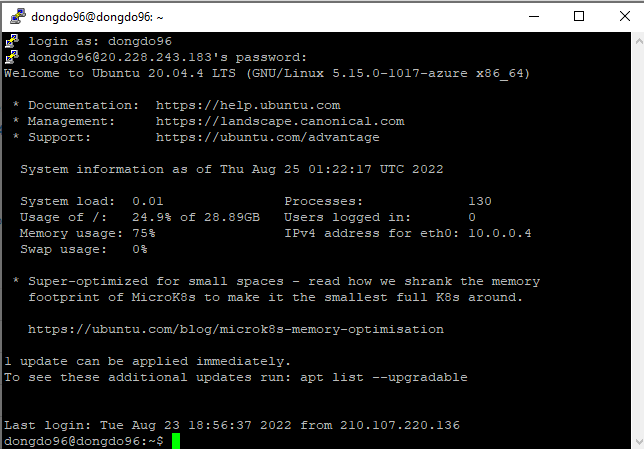 dongdo96@dongdo96: ~
login as: dongdo96
dongdo96@20.228.243.183's password:
Welcome to Ubuntu 20.04.4 LTS (GNU/Linux 5.15.0-1017-azure x86_64)
* Documentation:  https://help.ubuntu.com
* Management:     https://landscape.canonical.com
* Support:        https://ubuntu.com/advantage
System information as of Thu Aug 25 01:22:17 UTC 2022
System load:  0.01               Processes:             130
Usage of /:   24.9% of 28.89GB   Users logged in:       0
Memory usage: 75%                IPv4 address for eth0: 10.0.0.4
Swap usage:   0%
* Super-optimized for small spaces - read how we shrank the memory
footprint of MicroK8s to make it the smallest full K8s around.
https://ubuntu.com/blog/microk8s-memory-optimisation
1 update can be applied immediately.
To see these additional updates run: apt list --upgradable
Last login: Tue Aug 23 18:56:37 2022 from 210.107.220.136
dongdo96@dongdo96:~$